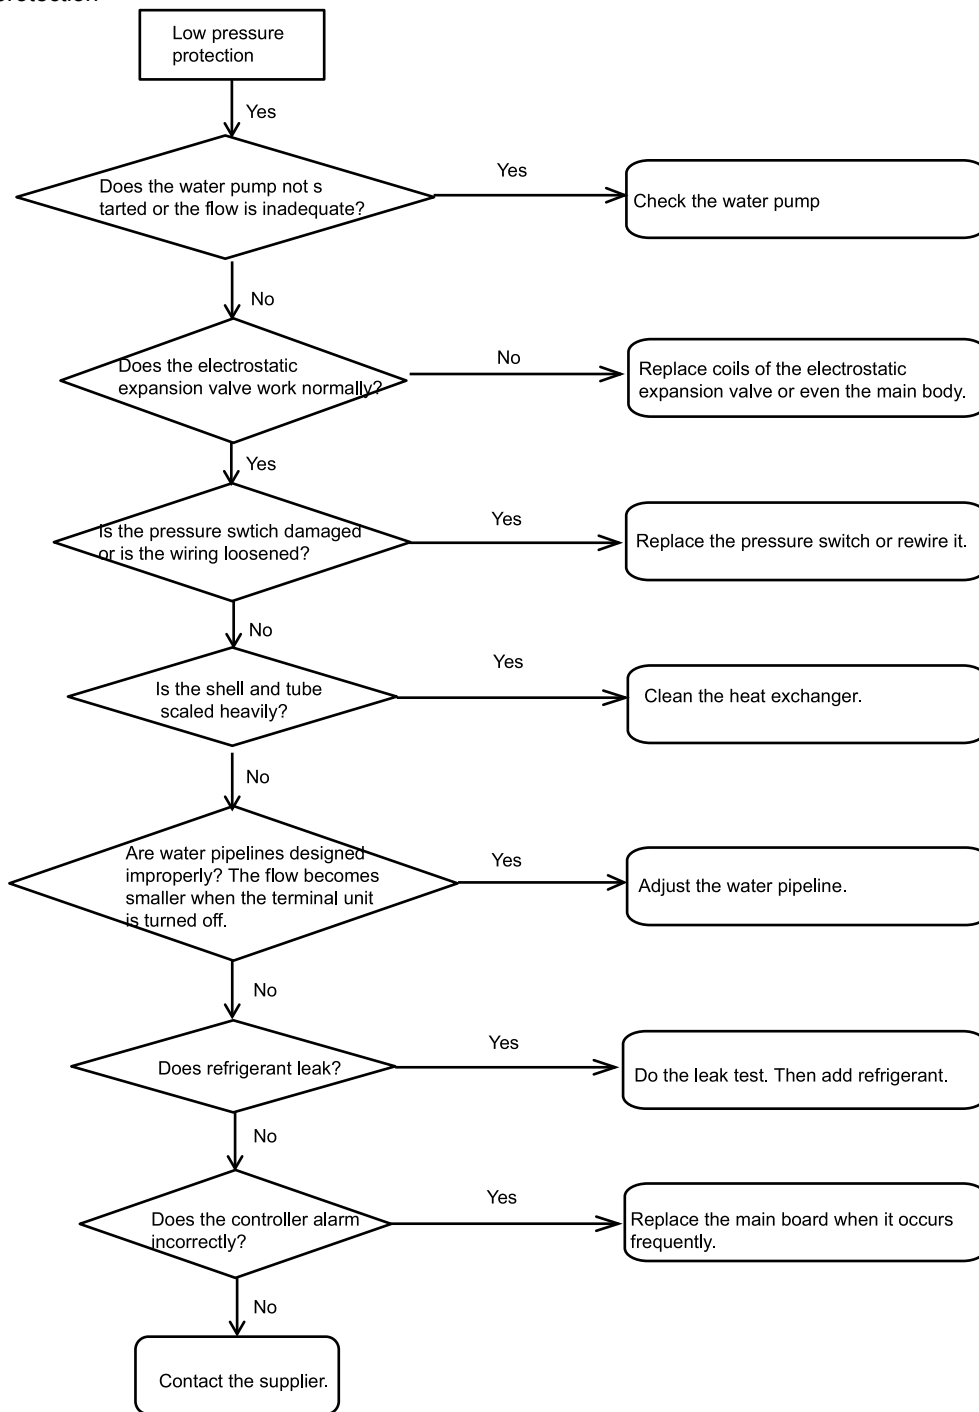 protection
Low pressure
protection
Yes
Does the water pump not s
tarted or the flow is inadequate?
Yes
Check the water pump
No
Does the electrostatic
expansion valve work normally?
No
Replace coils of the electrostatic
expansion valve or even the main body.
Yes
Is the pressure swtich damaged
or is the wiring loosened?
Yes
Replace the pressure switch or rewire it.
No
Is the shell and tube
scaled heavily?
Yes
Clean the heat exchanger.
No
Are water pipelines designed
improperly? The flow becomes
smaller when the terminal unit
is turned off.
Yes
Adjust the water pipeline.
No
Does refrigerant leak?
Yes
Do the leak test. Then add refrigerant.
No
Does the controller alarm
incorrectly?
Yes
Replace the main board when it occurs
frequently.
No
Contact the supplier.